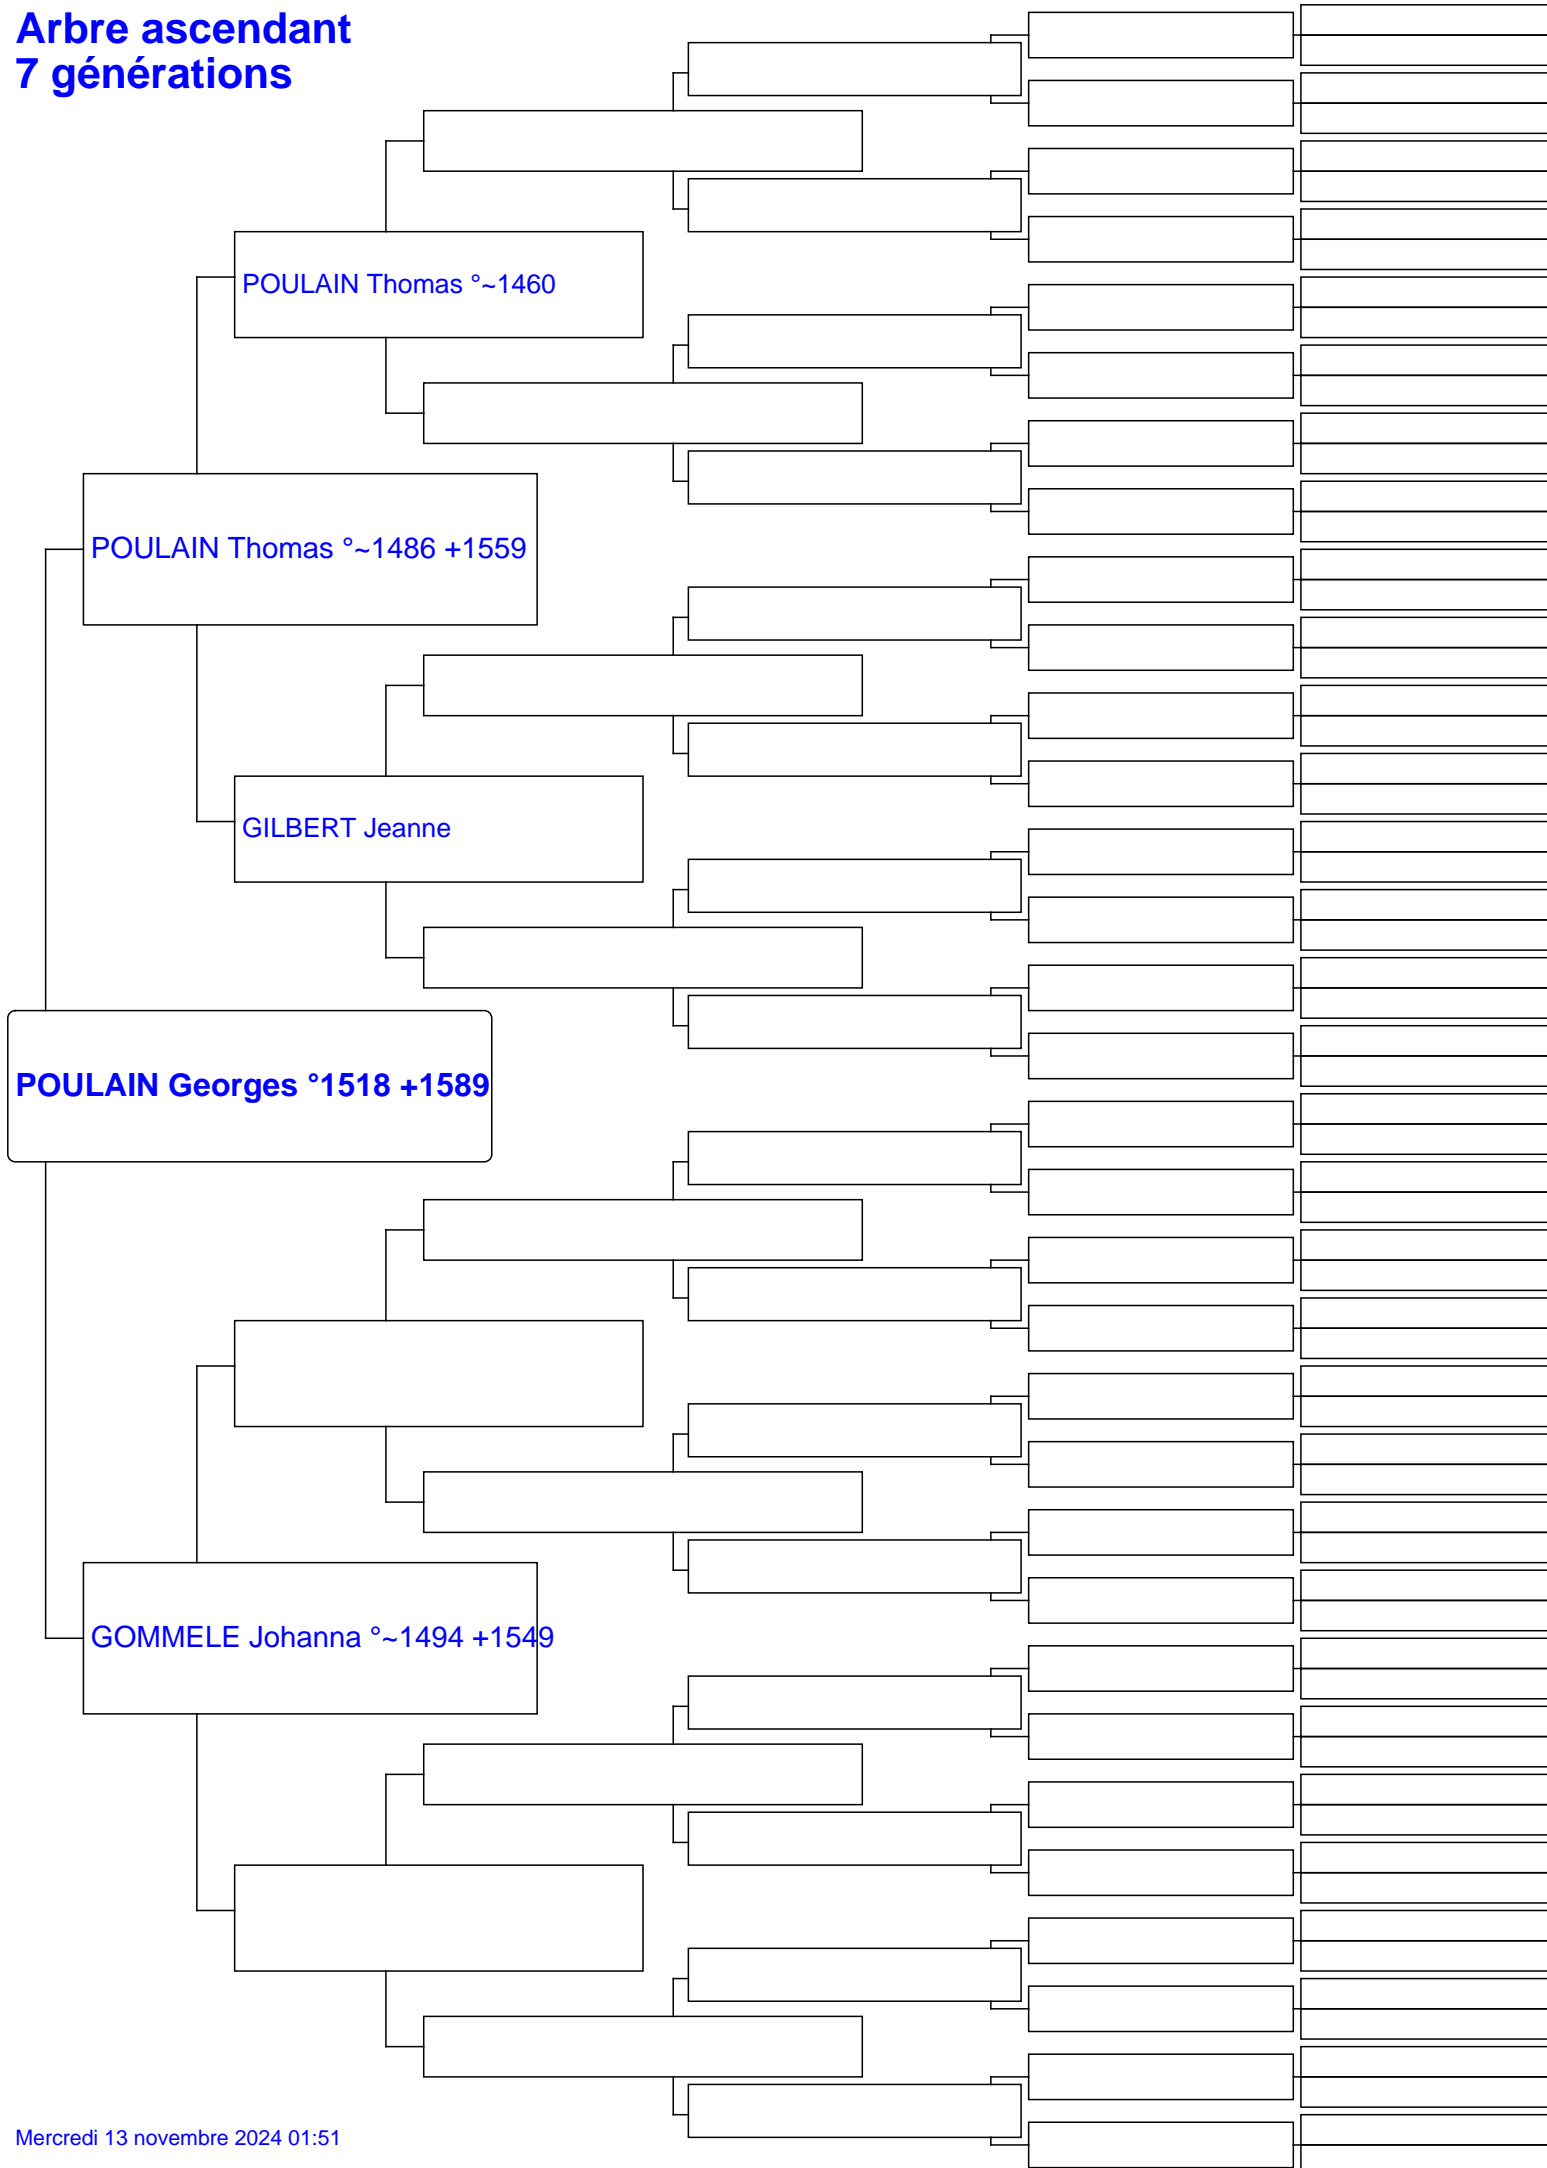 Arbre ascendant
7 générations
POULAIN Thomas °~1460
POULAIN Thomas °~1486 +1559
GILBERT Jeanne
POULAIN Georges °1518 +1589
GOMMELE Johanna °~1494 +1549
Mercredi 13 novembre 2024 01:51